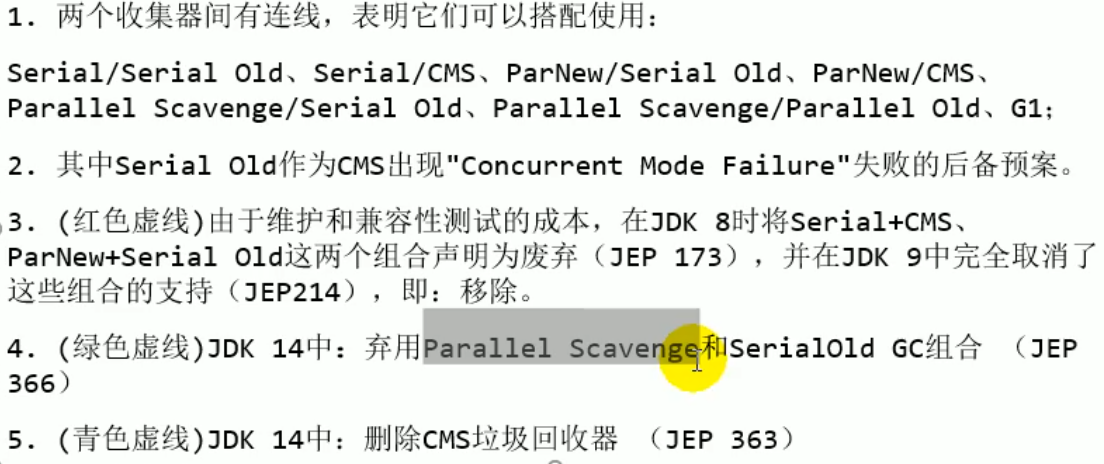 1. 两个收集器间有连线，表明它们可以搭配使用：
Serial/Serial Old、Serial/CMS、ParNew/Serial Old、ParNew/CMS、
Parallel Scavenge/Serial Old、Parallel Scavenge/Parallel Old、G1；
2. 其中Serial Old作为CMS出现"Concurrent Mode Failure"失败的后备预案。
3. (红色虚线)由于维护和兼容性测试的成本，在JDK 8时将Serial+CMS、
ParNew+Serial Old这两个组合声明为废弃（JEP 173），并在JDK 9中完全取消了
这些组合的支持（JEP214），即：移除。
4. (绿色虚线)JDK 14中：弃用Parallel Scavenge和SerialOld GC组合 （JEP
366）
5. (青色虚线)JDK 14中：删除CMS垃圾回收器 （JEP 363）